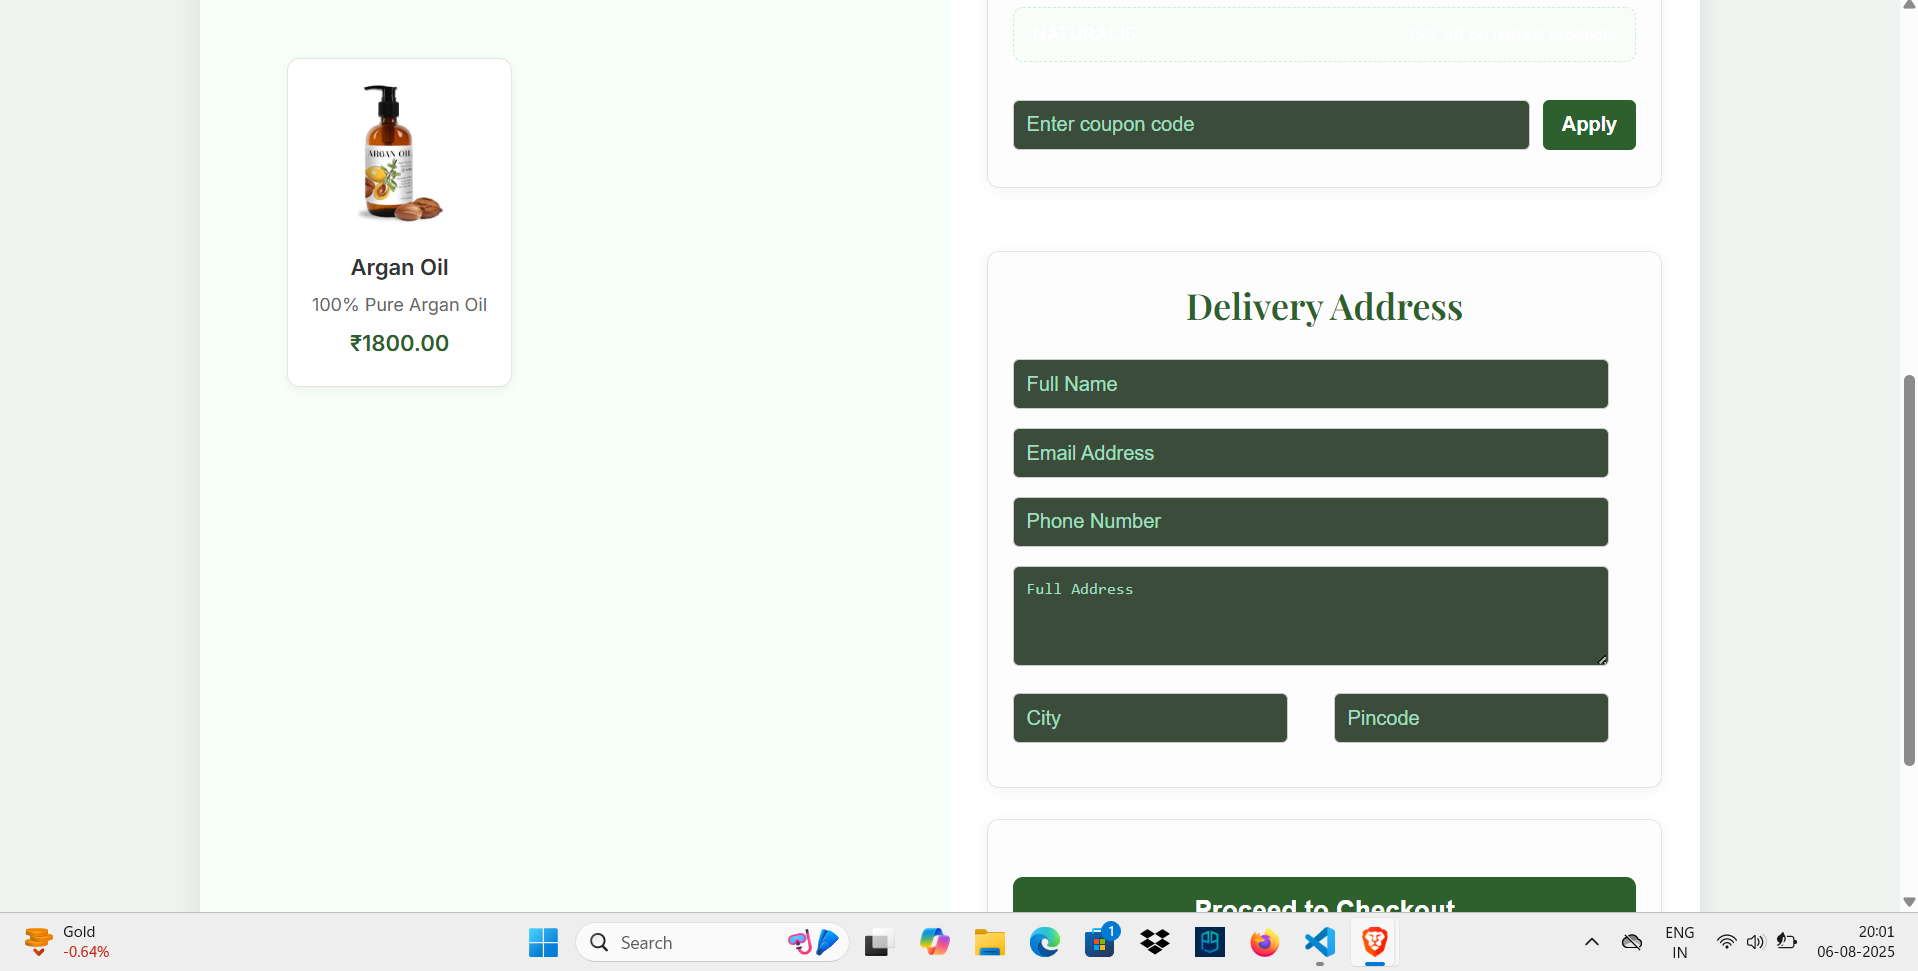 NATURAL15
15% off on natural products
Enter coupon code
Apply
ARGAN OIL
Argan Oil
100% Pure Argan Oil
₹1800.00
Delivery Address
Full Name
Email Address
Phone Number
Full Address
City
Pincode
Proceed to Checkout
Gold
-0.64%
Search
1
ENG
IN
20:01
06-08-2025